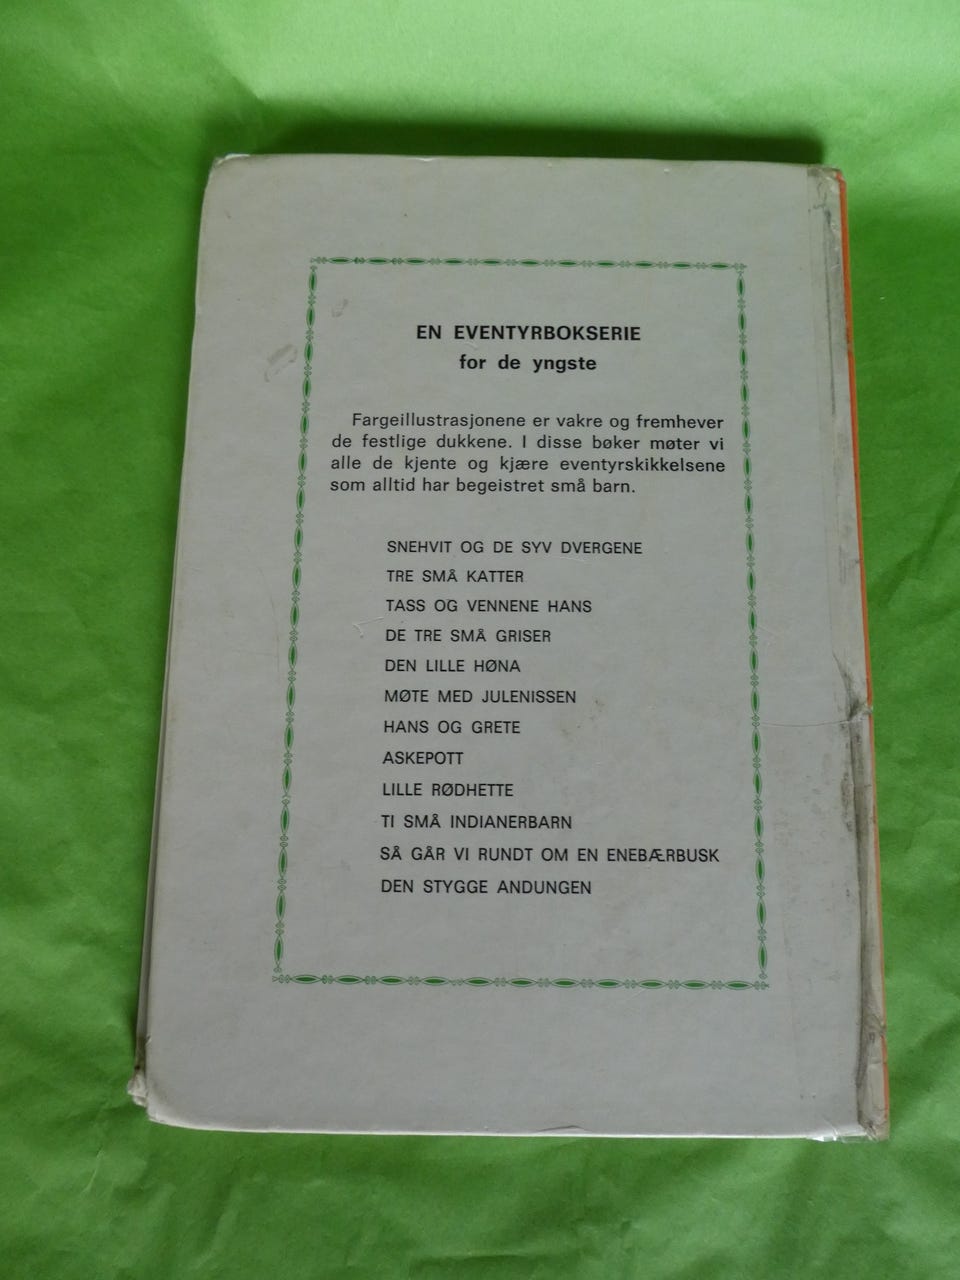 EN EVENTYRBOKSERIE
for de yngste
Fargeillustrasjonene er vakre og fremhever
de festlige dukkene. I disse bøker møter vi
alle de kjente og kjære eventyrskikkelsene
som alltid har begeistret små barn.
SNEHVIT OG DE SYV DVERGENE
TRE SMÅ KATTER
TASS OG VENNENE HANS
DE TRE SMÅ GRISER
DEN LILLE HØNA
MØTE MED JULENISSEN
HANS OG GRETE
ASKEPOTT
LILLE RØDHETTE
TI SMÅ INDIANERBARN
SÅ GÅR VI RUNDT OM EN ENEBÆRBUSK
DEN STYGGE ANDUNGEN